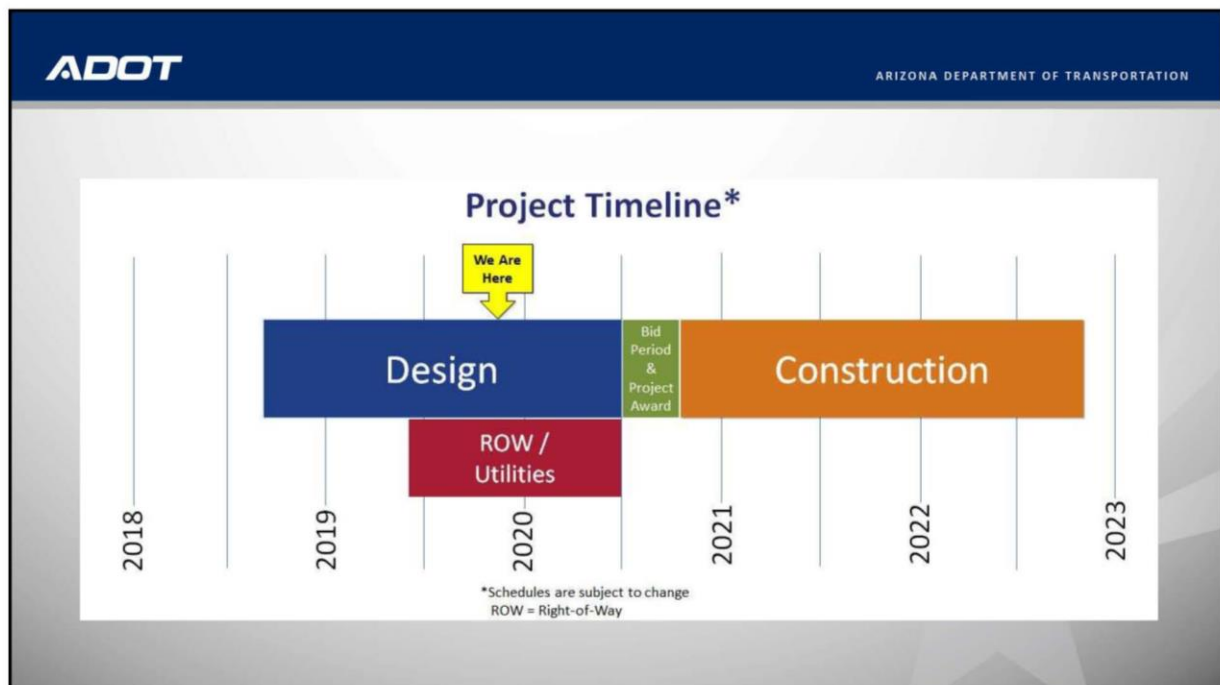 ADOT
ARIZONA DEPARTMENT OF TRANSPORTATION
Project Timeline*
We Are
Here
Design
Bid
Period
&
Project
Award
Construction
ROW /
Utilities
2018
2019
2020
2021
2022
2023
*Schedules are subject to change
ROW = Right-of-Way